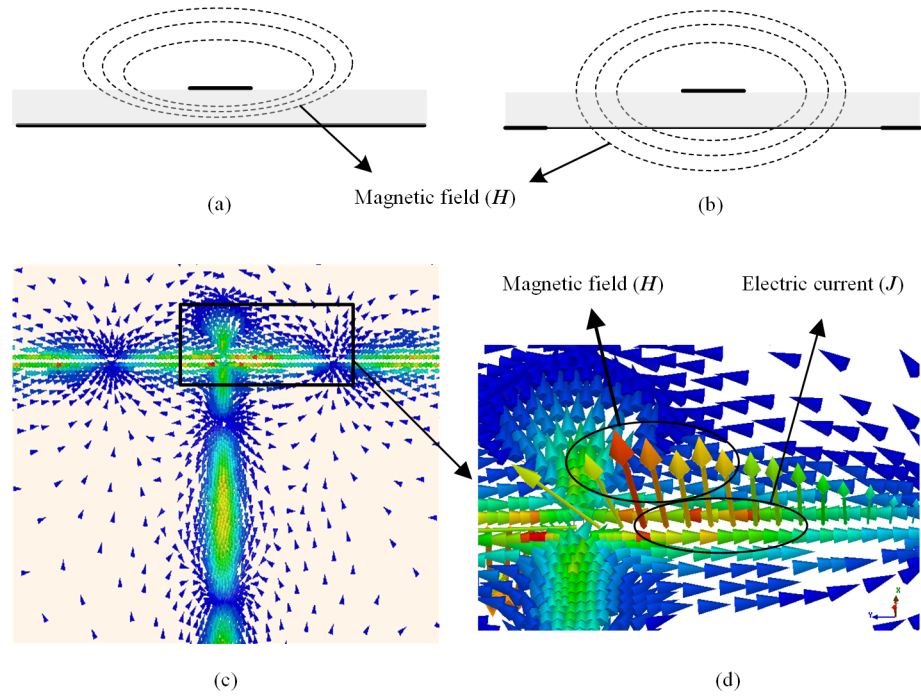 (a)
(b)
Magnetic field (H)
Magnetic field (H)
Electric current (J)
X
Y
(c)
(d)